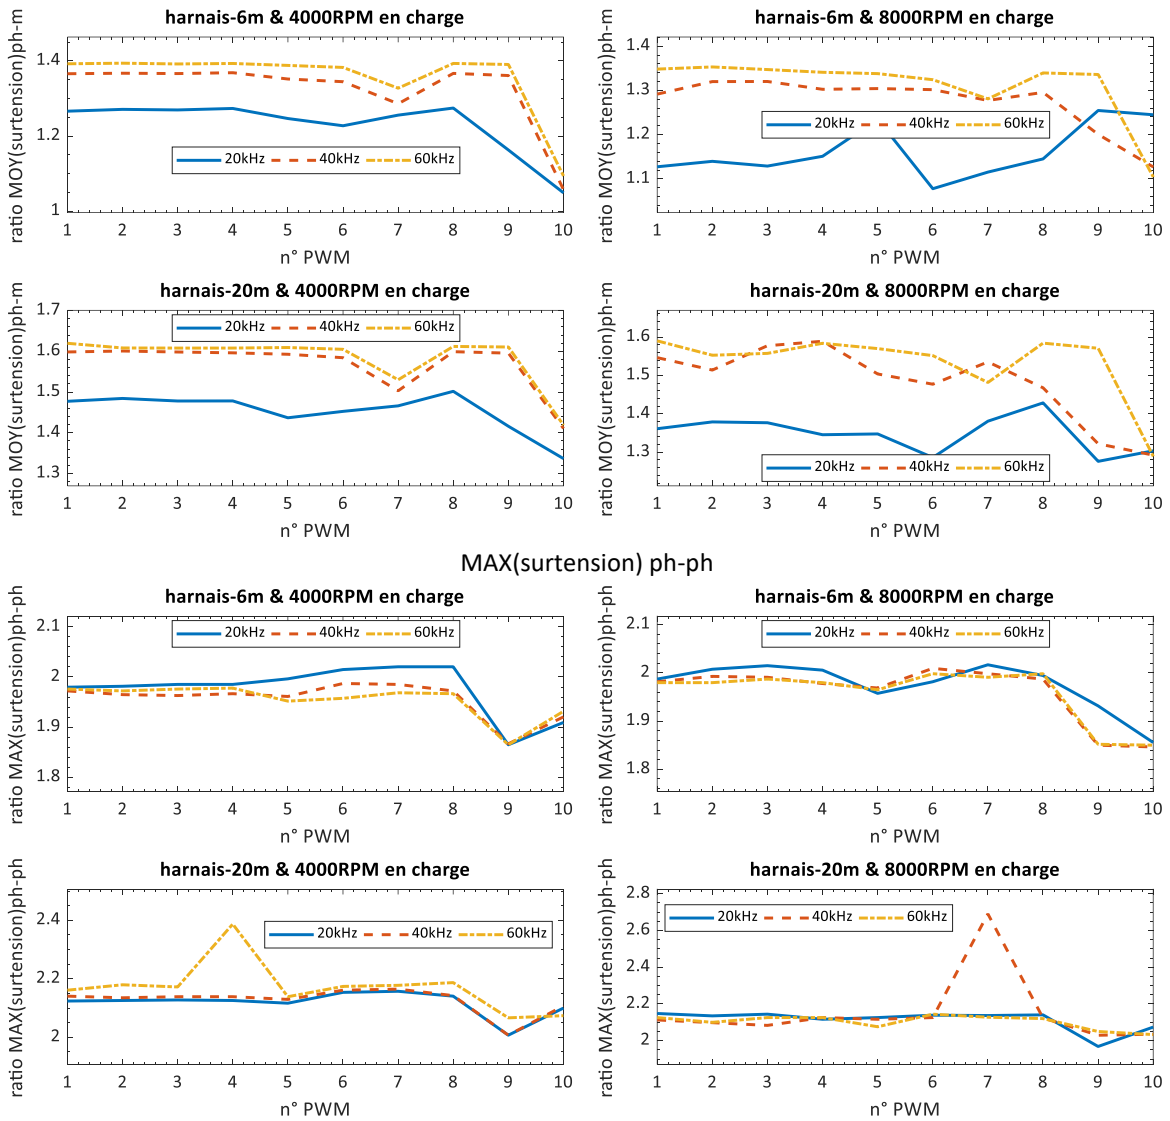 harnais-6m & 4000RPM en charge
ratio MOY(surtension)ph-m
1.4
1.2
1
20kHz 40kHz 60kHz
1 2 3 4 5 6 7 8 9 10
n° PWM
harnais-6m & 8000RPM en charge
ratio MOY(surtension)ph-m
1.4
1.3
1.2
1.1
20kHz 40kHz 60kHz
1 2 3 4 5 6 7 8 9 10
n° PWM
harnais-20m & 4000RPM en charge
ratio MOY(surtension)ph-m
1.7
1.6
1.5
1.4
1.3
20kHz 40kHz 60kHz
1 2 3 4 5 6 7 8 9 10
n° PWM
harnais-20m & 8000RPM en charge
ratio MOY(surtension)ph-m
1.6
1.5
1.4
1.3
20kHz 40kHz 60kHz
1 2 3 4 5 6 7 8 9 10
n° PWM
MAX(surtension) ph-ph
harnais-6m & 4000RPM en charge
ratio MAX(surtension)ph-ph
2.1
2
1.9
1.8
20kHz 40kHz 60kHz
1 2 3 4 5 6 7 8 9 10
n° PWM
harnais-6m & 8000RPM en charge
ratio MAX(surtension)ph-ph
2.1
2
1.9
1.8
20kHz 40kHz 60kHz
1 2 3 4 5 6 7 8 9 10
n° PWM
harnais-20m & 4000RPM en charge
ratio MAX(surtension)ph-ph
2.4
2.2
2
20kHz 40kHz 60kHz
1 2 3 4 5 6 7 8 9 10
n° PWM
harnais-20m & 8000RPM en charge
ratio MAX(surtension)ph-ph
2.8
2.6
2.4
2.2
2
20kHz 40kHz 60kHz
1 2 3 4 5 6 7 8 9 10
n° PWM